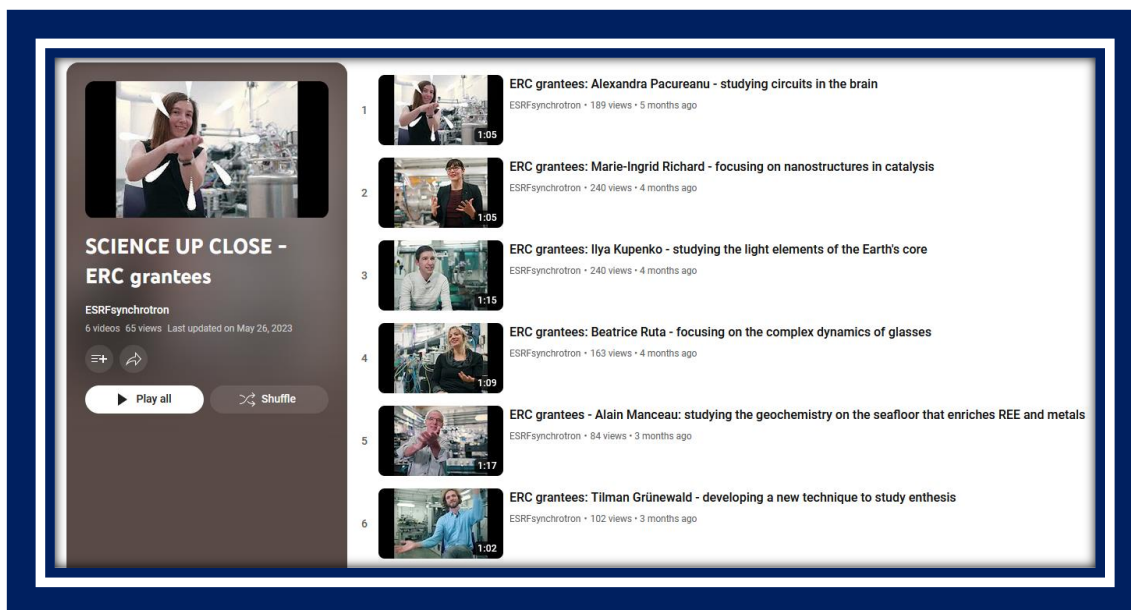 SCIENCE UP CLOSE -
ERC grantees
ESRFsynchrotron
6 videos 65 views Last updated on May 26, 2023
Play all
Shuffle
1
1:05
ERC grantees: Alexandra Pacureanu - studying circuits in the brain
ESRFsynchrotron • 189 views • 5 months ago
2
1:05
ERC grantees: Marie-Ingrid Richard - focusing on nanostructures in catalysis
ESRFsynchrotron • 240 views • 4 months ago
3
1:15
ERC grantees: Ilya Kupenko - studying the light elements of the Earth's core
ESRFsynchrotron • 240 views • 4 months ago
4
1:09
ERC grantees: Beatrice Ruta - focusing on the complex dynamics of glasses
ESRFsynchrotron • 163 views • 4 months ago
5
1:17
ERC grantees - Alain Manceau: studying the geochemistry on the seafloor that enriches REE and metals
ESRFsynchrotron • 84 views • 3 months ago
6
1:02
ERC grantees: Tilman Grünewald - developing a new technique to study enthesis
ESRFsynchrotron • 102 views • 3 months ago